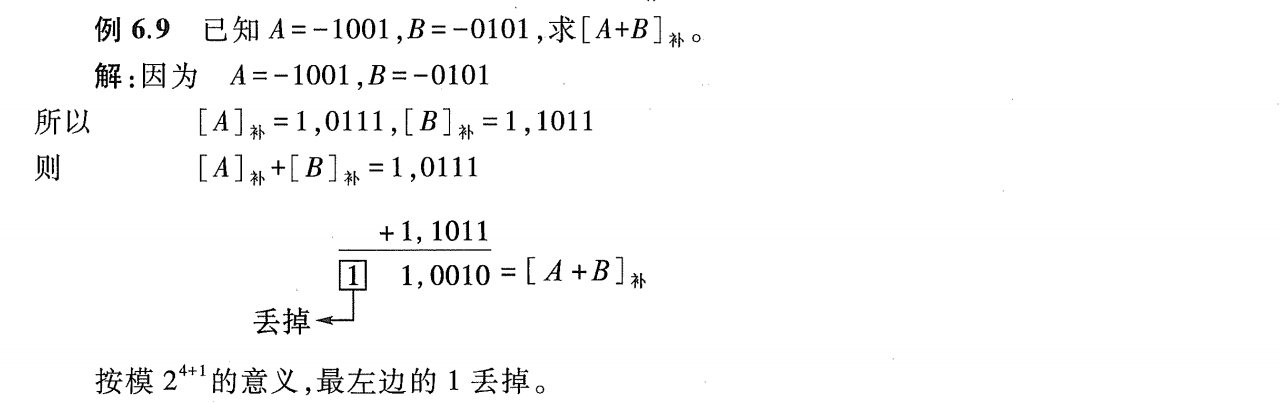 例 6.9 已知 A=-1001,B=-0101,求[A+B]补。
解:因为 A=-1001,B=-0101
所以 [A]补=1,0111,[B]补=1,1011
则 [A]补+[B]补=1,0111
+1,1011
1 1,0010=[A+B]补
丢掉
按模 2^{4+1} 的意义,最左边的 1 丢掉。